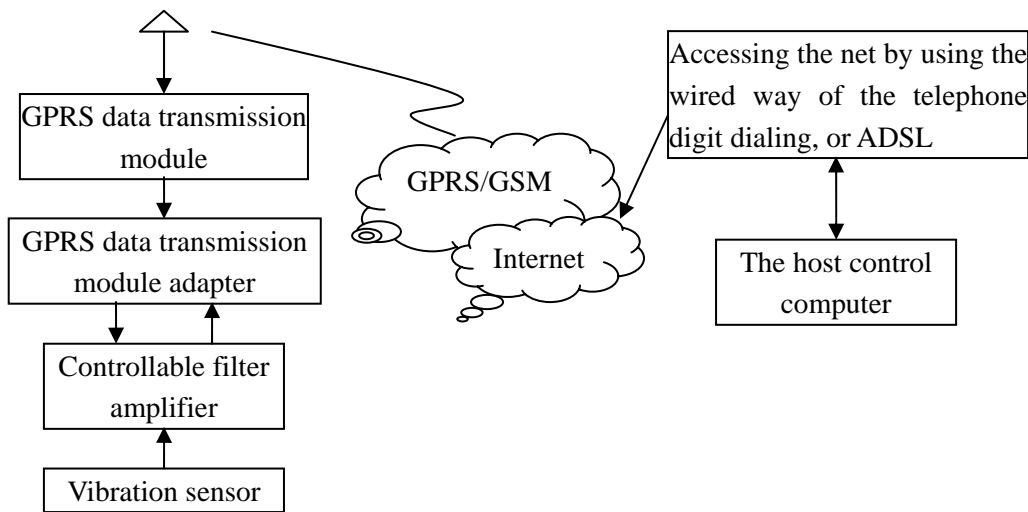 GPRS data transmission
module
GPRS data transmission
module adapter
Controllable filter
amplifier
Vibration sensor
GPRS/GSM
Internet
Accessing the net by using the
wired way of the telephone
digit dialing, or ADSL
The host control
computer